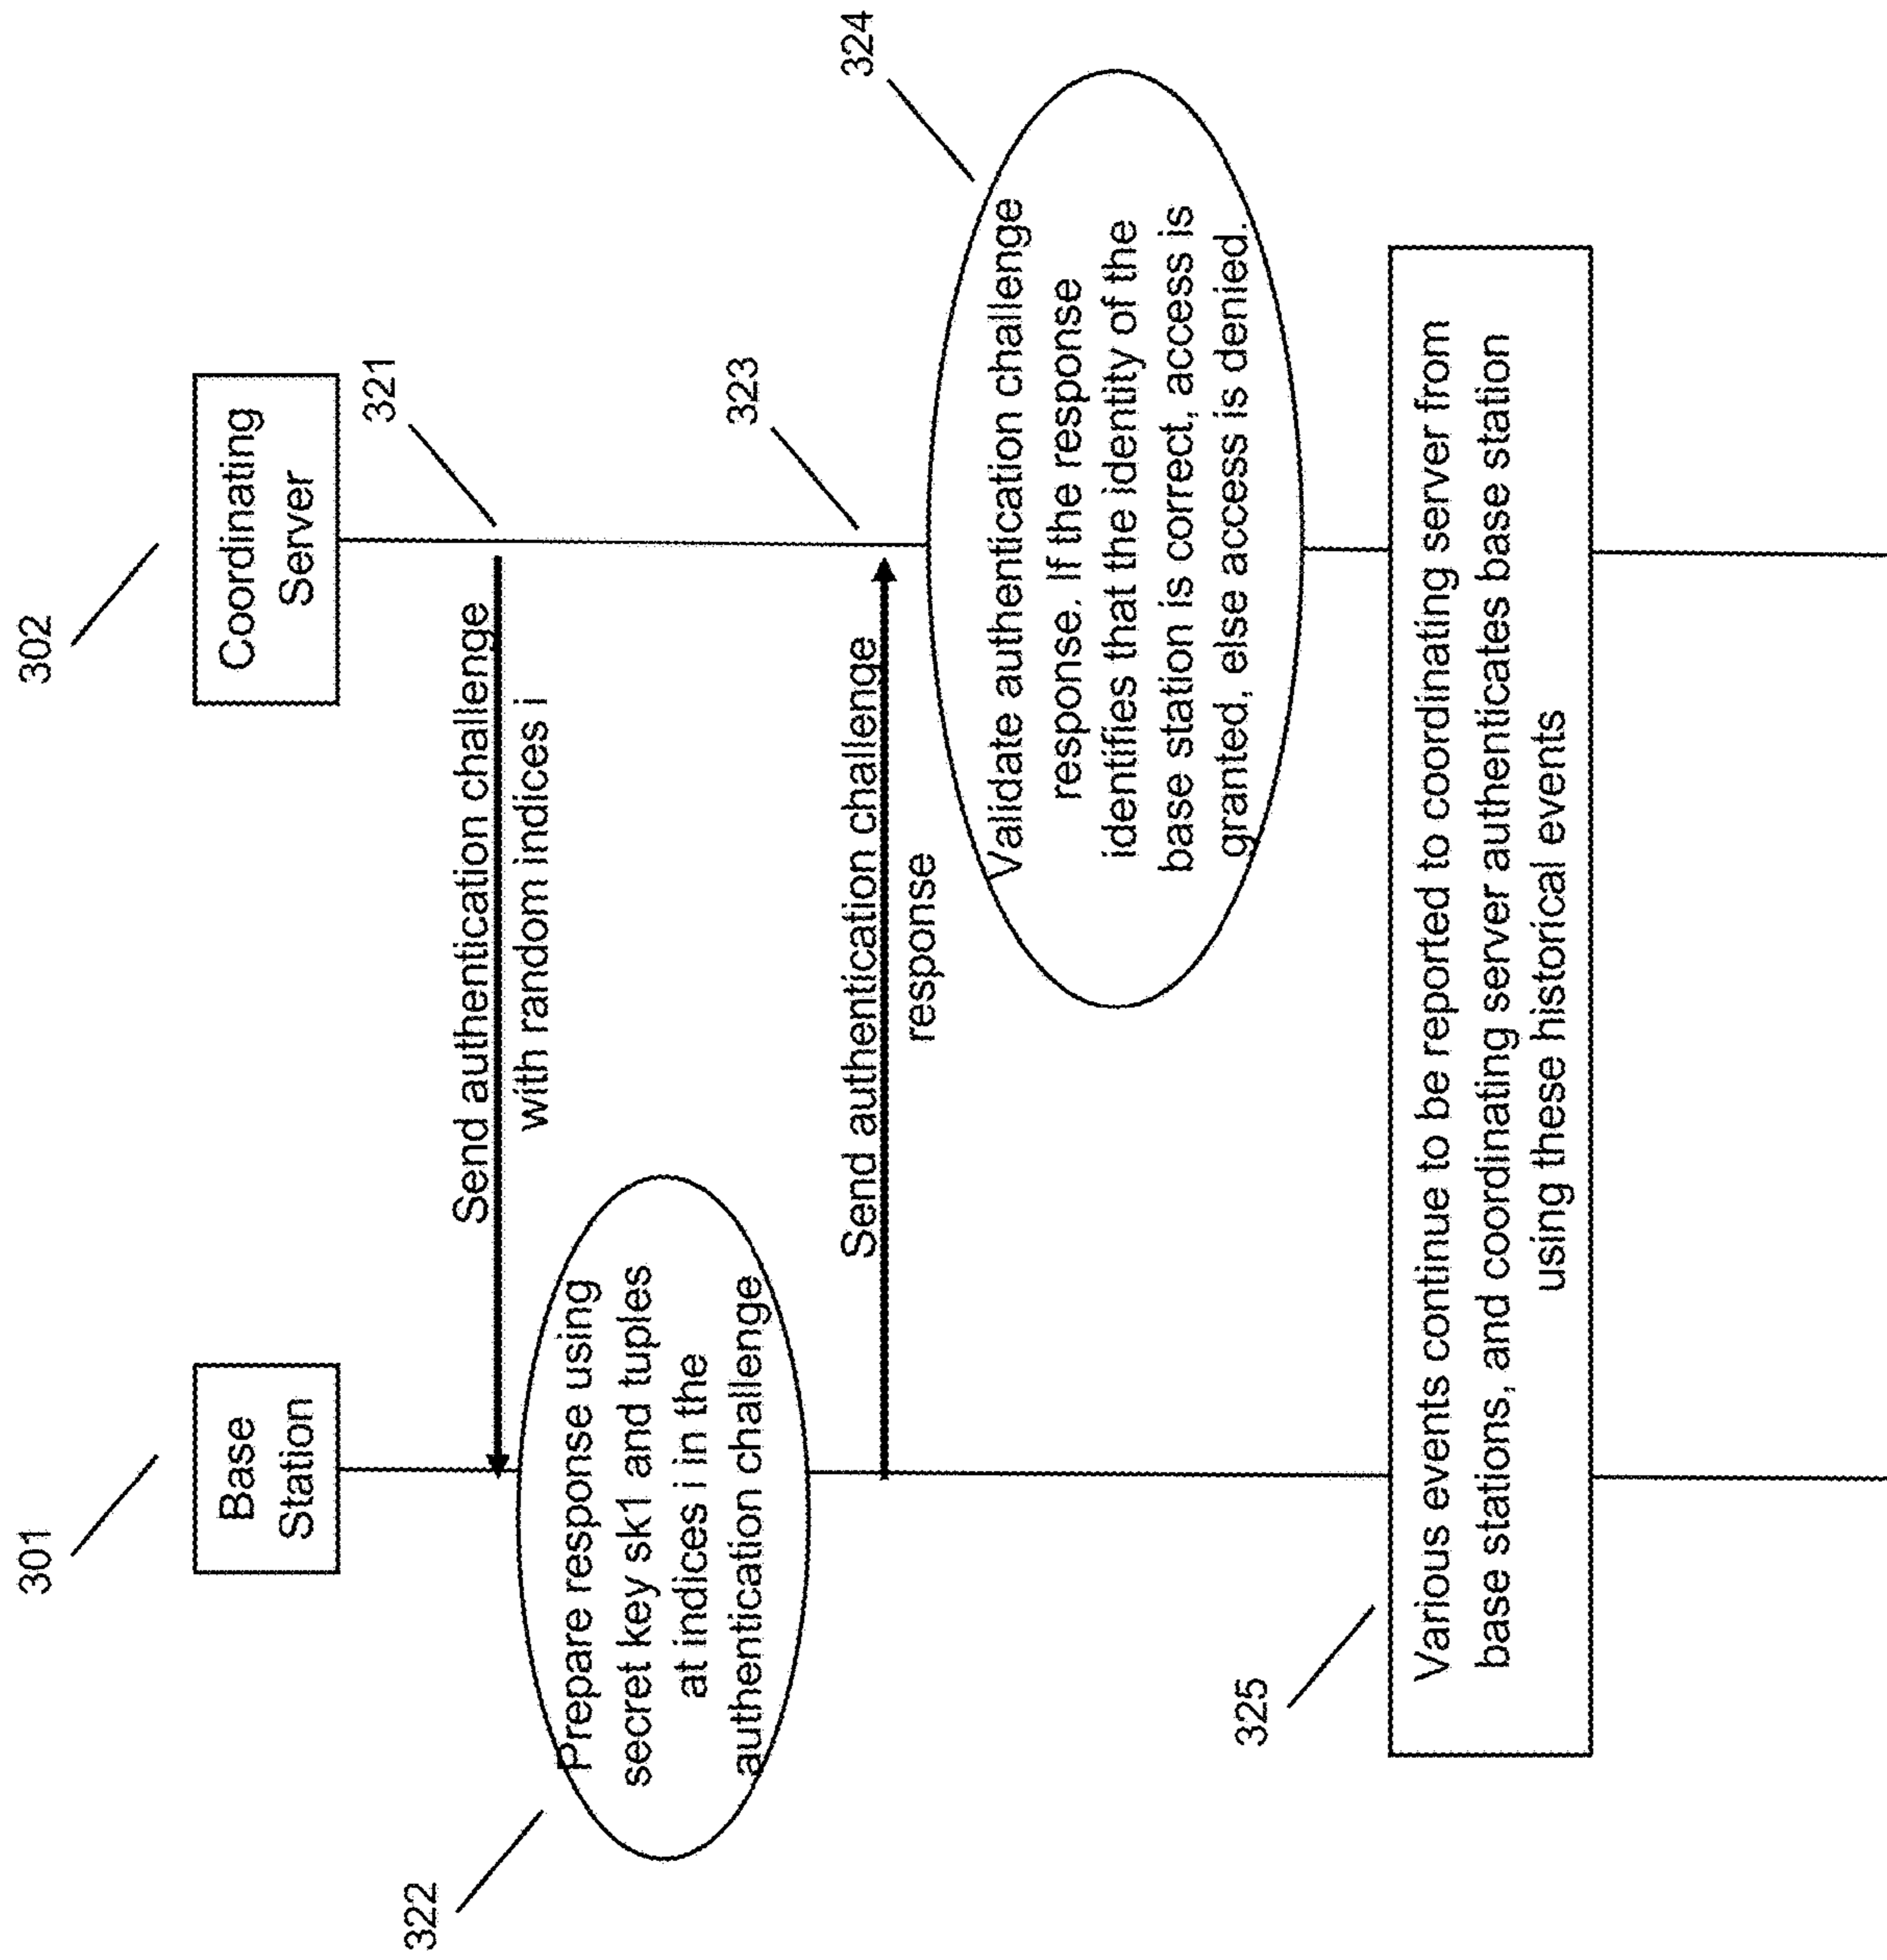 301
302
Base
Station
Coordinating
Server
321
Send authentication challenge
with random indices i
322
Prepare response using
secret key sk1 and tuples
at indices i in the
authentication challenge
323
Send authentication challenge
response
324
Validate authentication challenge
response. If the response
identifies that the identity of the
base station is correct, access is
granted, else access is denied.
325
Various events continue to be reported to coordinating server from
base stations, and coordinating server authenticates base station
using these historical events